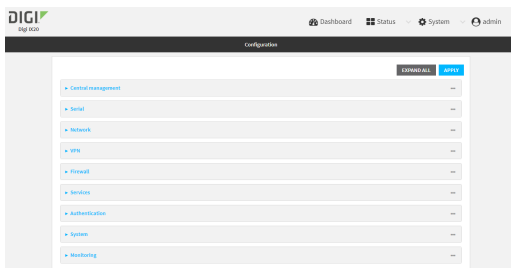 DIGI
Digi IX20
Dashboard
Status
System
admin
Configuration
EXPAND ALL
APPLY
Central management
Serial
Network
VPN
Firewall
Services
Authentication
System
Monitoring